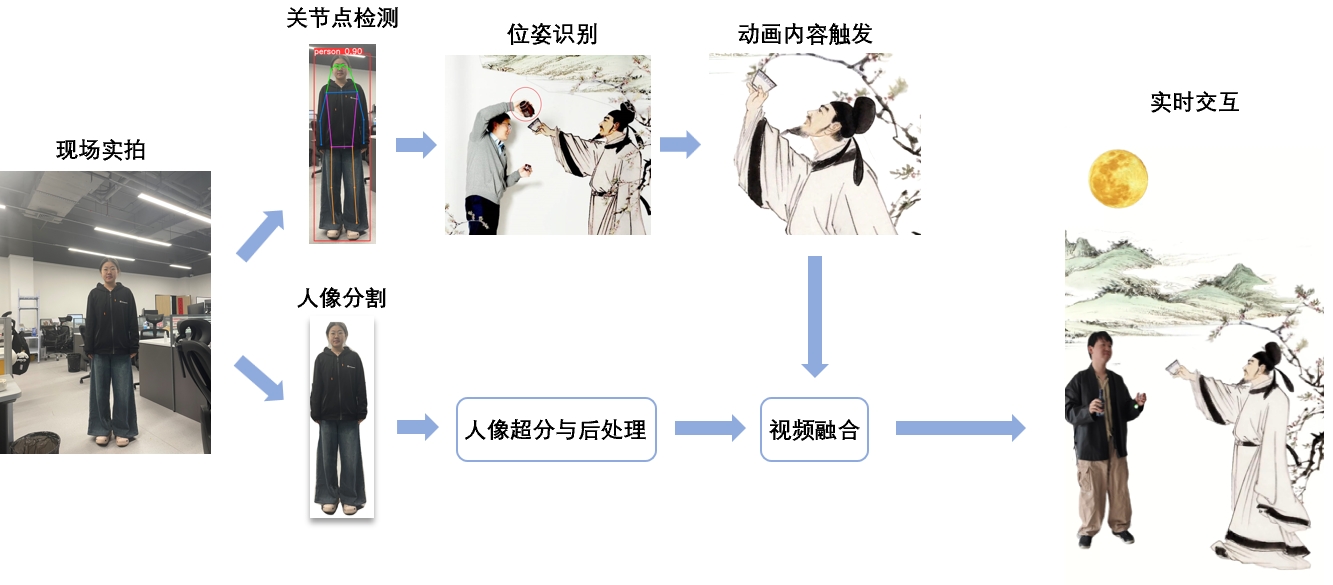 关节点检测
person 0.90
位姿识别
动画内容触发
实时交互
现场实拍
人像分割
人像超分与后处理
视频融合